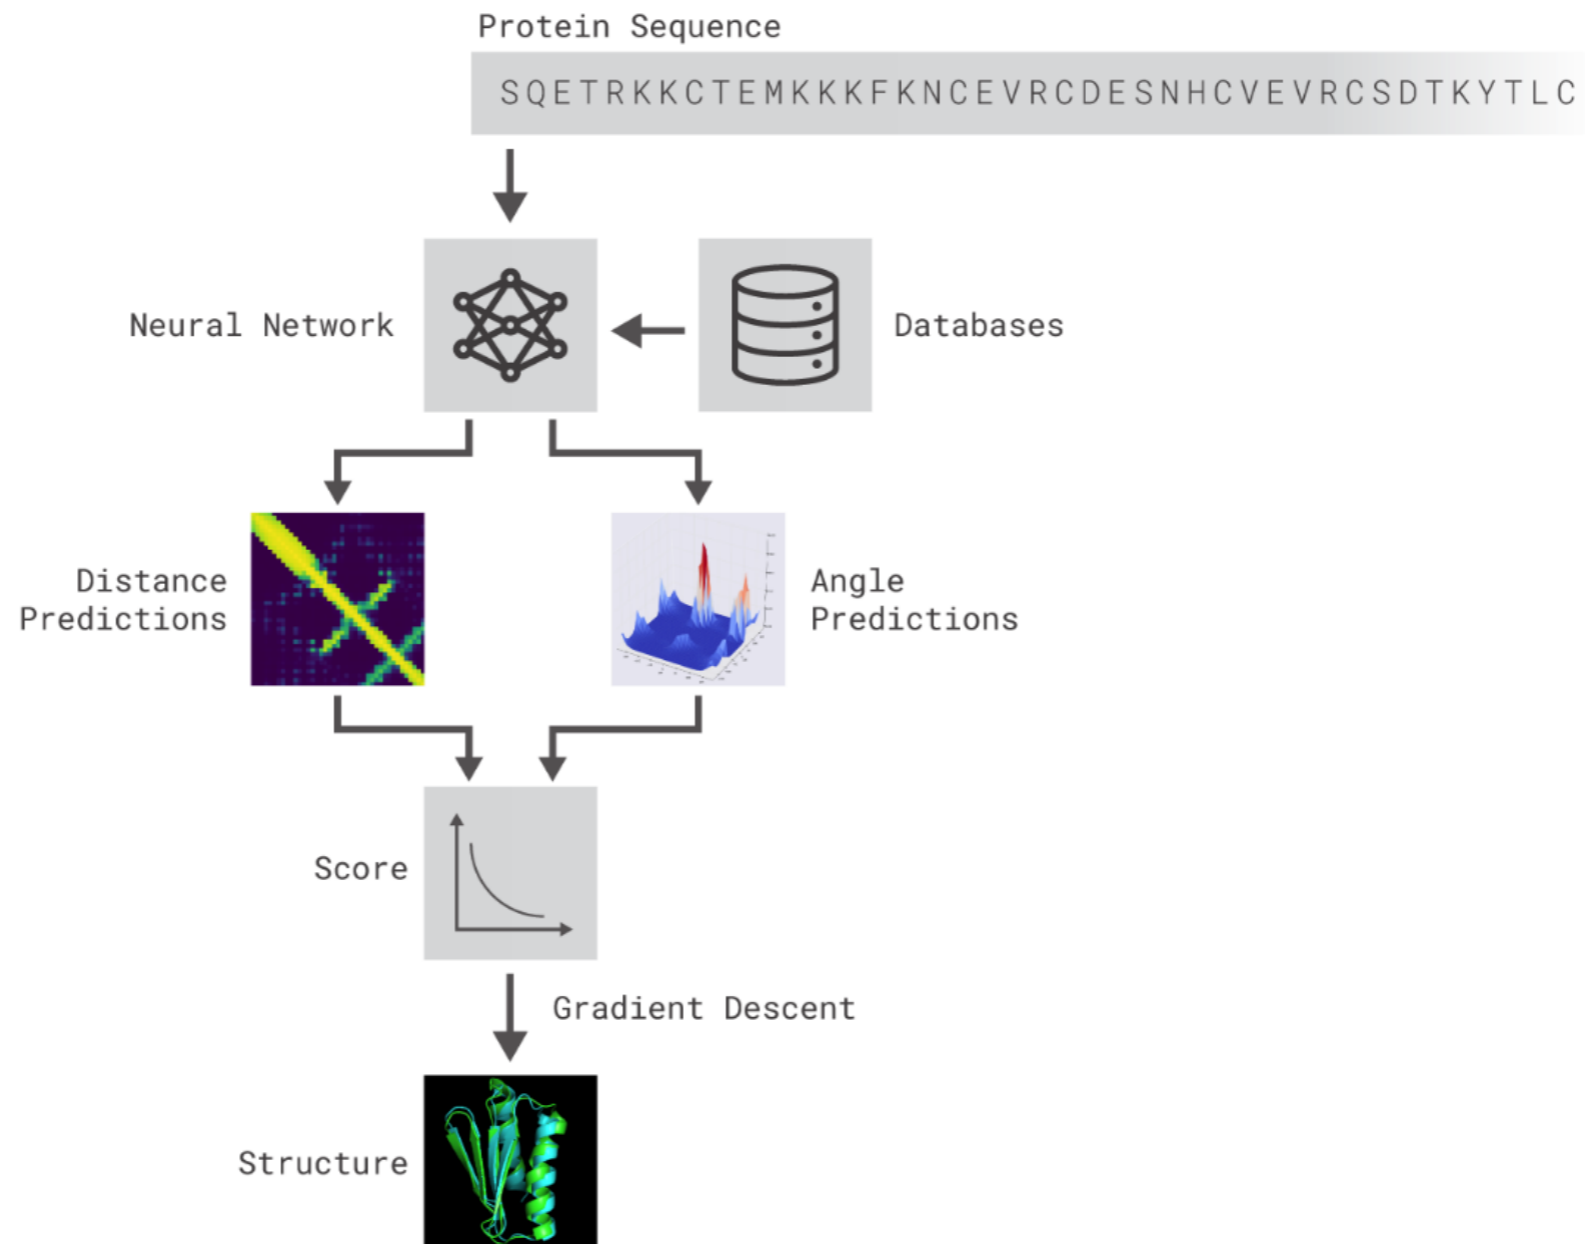 Protein Sequence
SQETRKKCTEMKKKFKNCEVRCDESNHCVEVRCSDTKYTLC
Neural Network
Databases
Distance
Predictions
Angle
Predictions
Score
Gradient Descent
Structure